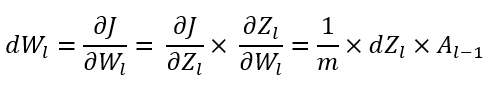 dW_l = ∂J/∂W_l = ∂J/∂Z_l × ∂Z_l/∂W_l = 1/m × dZ_l × A_{l−1}